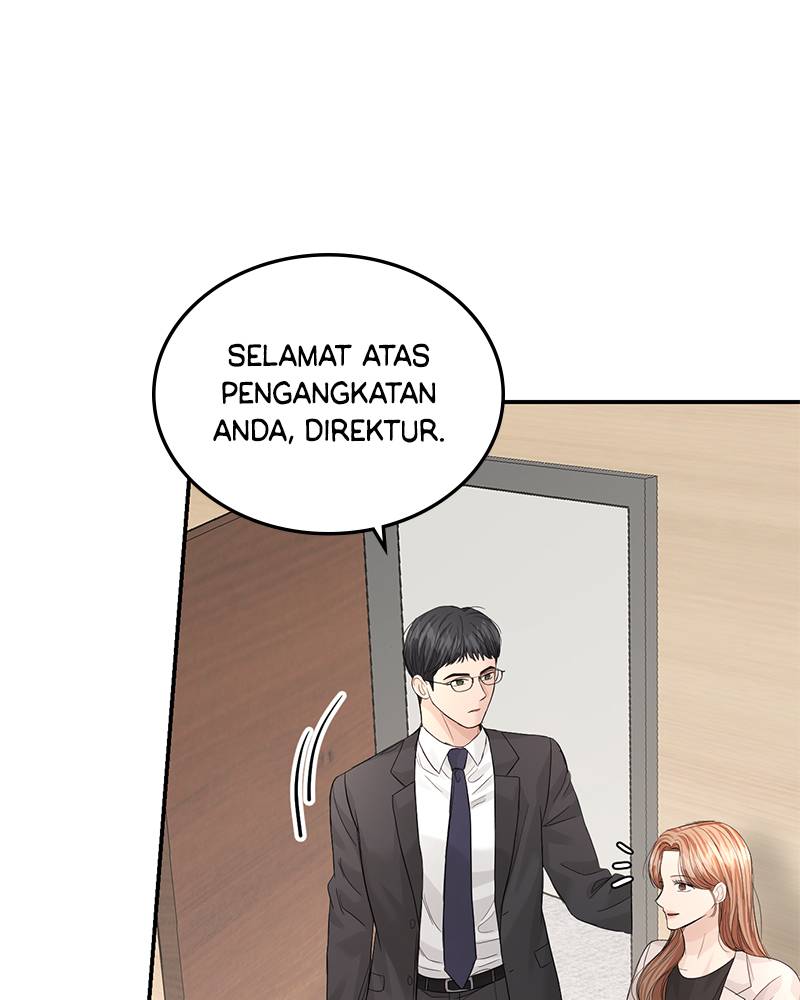 SELAMAT ATAS
PENGANGKATAN
ANDA, DIREKTUR.